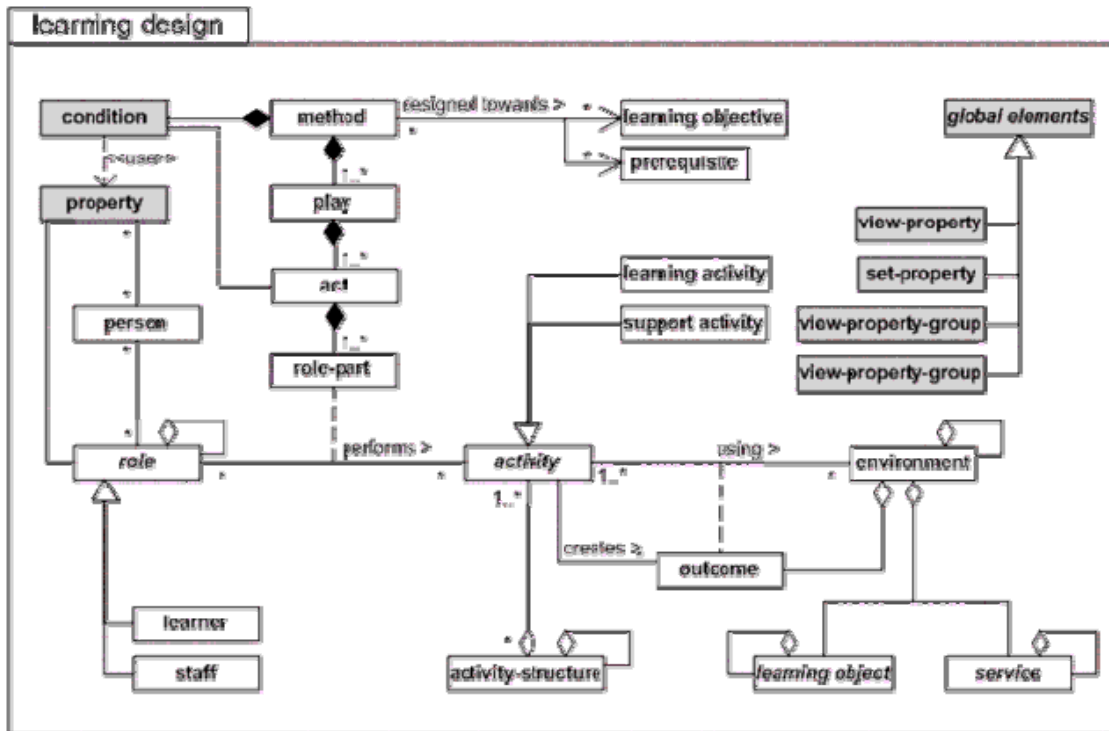 learning design
condition
method
resigned towards >
*
*
learning objective
global elements
<<use>>
1..*
*
prerequisite
property
play
*
1..*
view-property
act
learning activity
set-property
*
person
*
1..*
support activity
view-property-group
role-part
view-property-group
*
role
*
performs >
*
activity
1..*
using >
*
environment
1..*
creates >
outcome
learner
*
staff
activity-structure
learning object
service